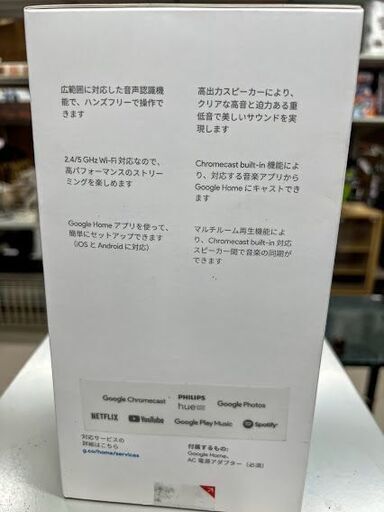 広範囲に対応した音声認識機
能で、ハンズフリーで操作で
きます
高出力スピーカーにより、
クリアな高音と迫力ある重
低音で美しいサウンドを実
現します
2.4/5 GHz Wi-Fi 対応なので、
高パフォーマンスのストリー
ミングを楽しめます
Chromecast built-in 機能によ
り、対応する音楽アプリから
Google Home にキャストでき
ます
Google Home アプリを使って、
簡単にセットアップできます
（iOS と Android に対応）
マルチルーム再生機能によ
り、Chromecast built-in 対応
スピーカー間で音楽の同期が
できます
Google Chromecast
PHILIPS
hue
Google Photos
NETFLIX
YouTube
Google Play Music
Spotify
対応サービスの
詳細はこちら
g.co/home/services
付属するもの:
Google Home、
AC 電源アダプター（必須）